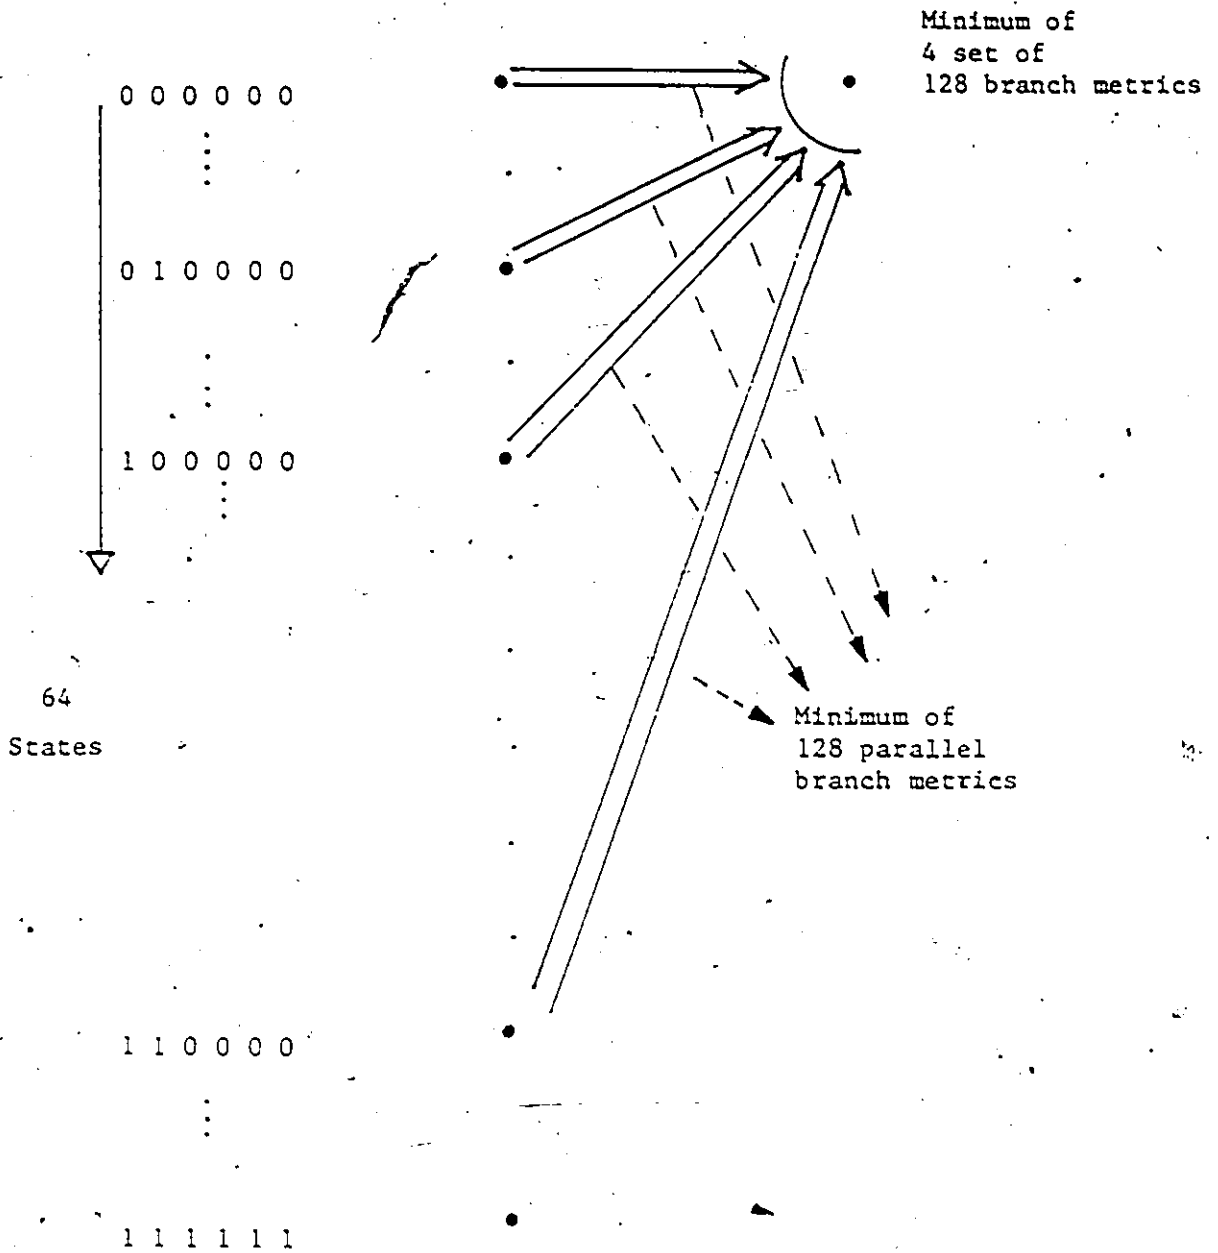 Minimum of
4 set of
128 branch metrics
0 0 0 0 0 0
0 1 0 0 0 0
1 0 0 0 0 0
64
States
Minimum of
128 parallel
branch metrics
1 1 0 0 0 0
1 1 1 1 1 1